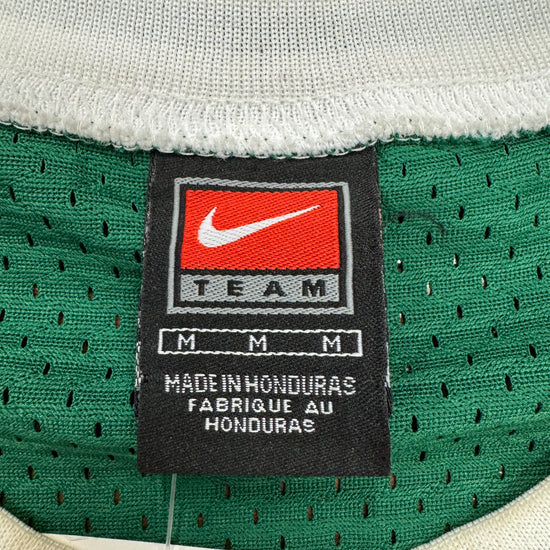 TEAM
M M M
MADE IN HONDURAS
FABRIQUE AU
HONDURAS